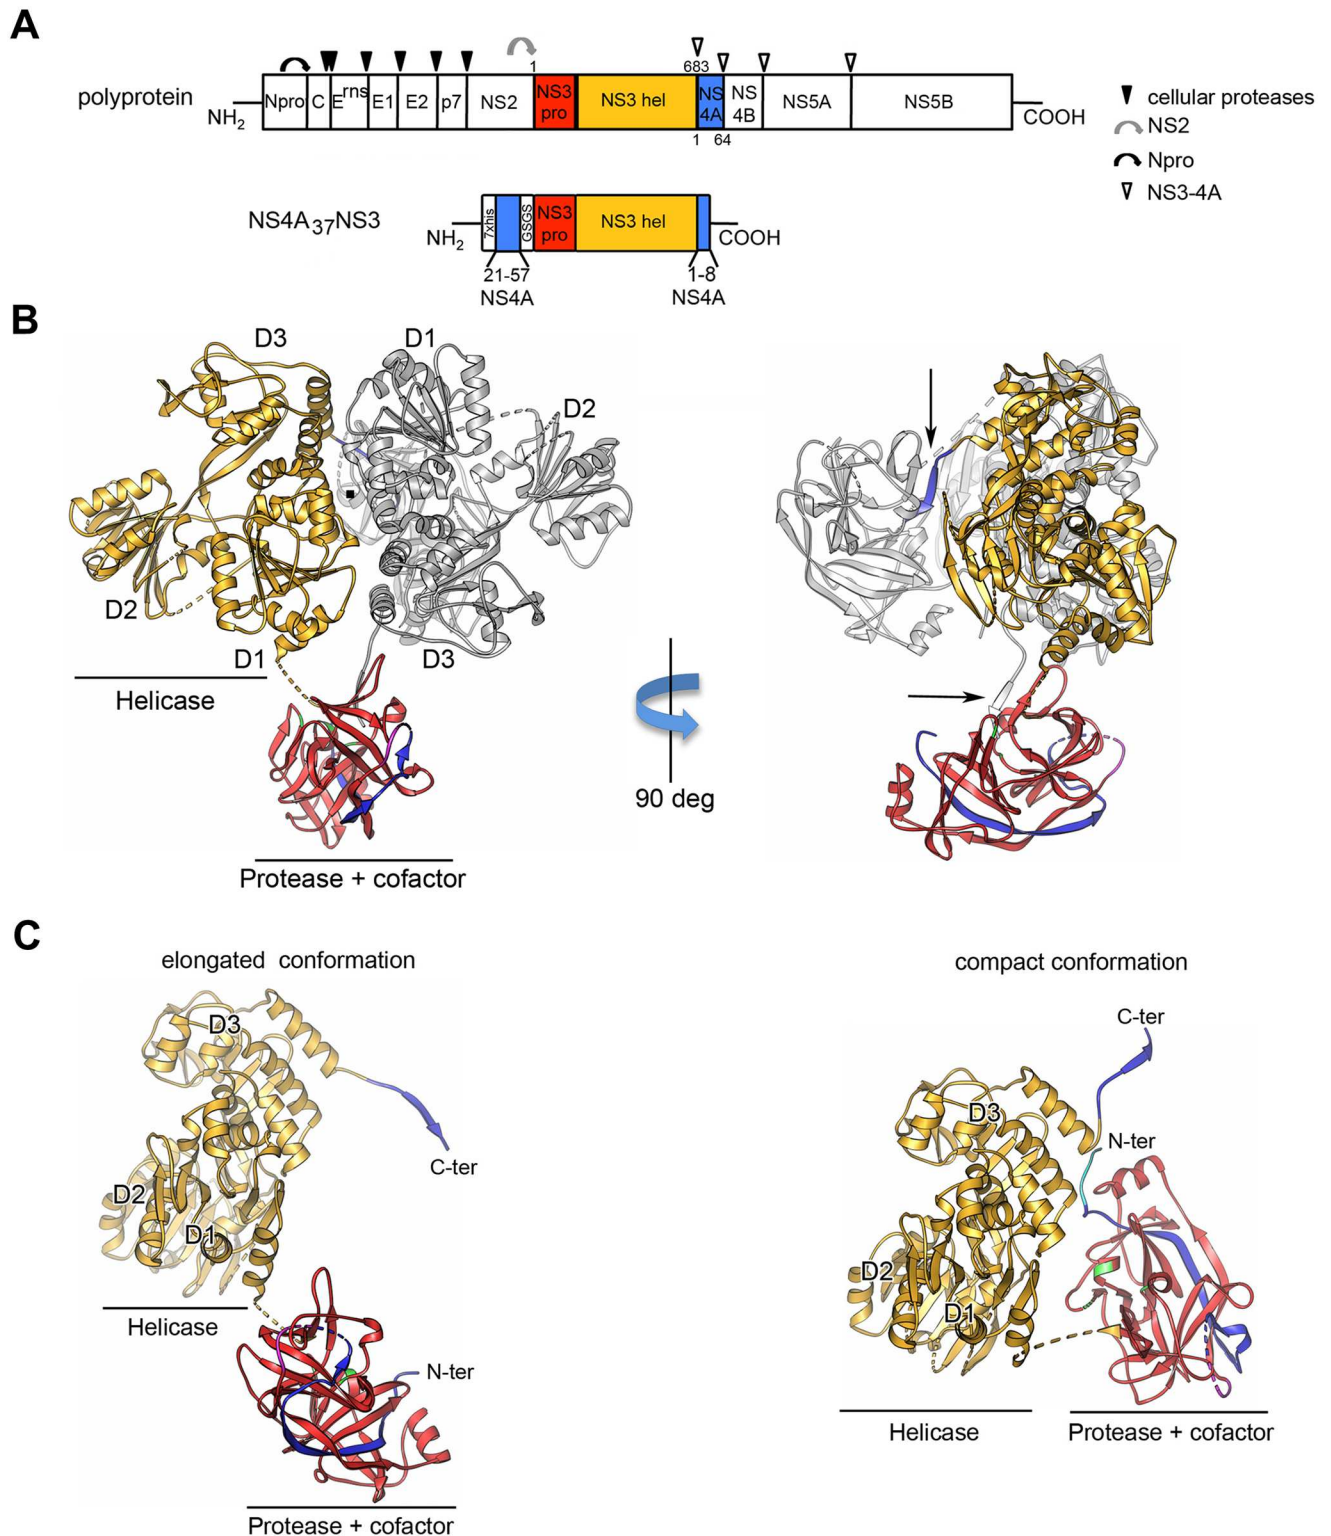 A
polyprotein
NH2
Npro
C
Erns
E1
E2
p7
NS2
1
NS3
pro
NS3 hel
683
NS
4A
1 64
NS
4B
NS5A
NS5B
COOH
cellular proteases
NS2
Npro
NS3-4A
NS4A37NS3
NH2
7xhis
GSGS
NS3
pro
NS3 hel
COOH
21-57
NS4A
1-8
NS4A
B
D3
D1
D2
D2
D1
D3
Helicase
90 deg
Protease + cofactor
C
elongated conformation
compact conformation
D3
C-ter
D2
D1
Helicase
N-ter
Protease + cofactor
C-ter
D3
N-ter
D2
D1
Helicase
Protease + cofactor